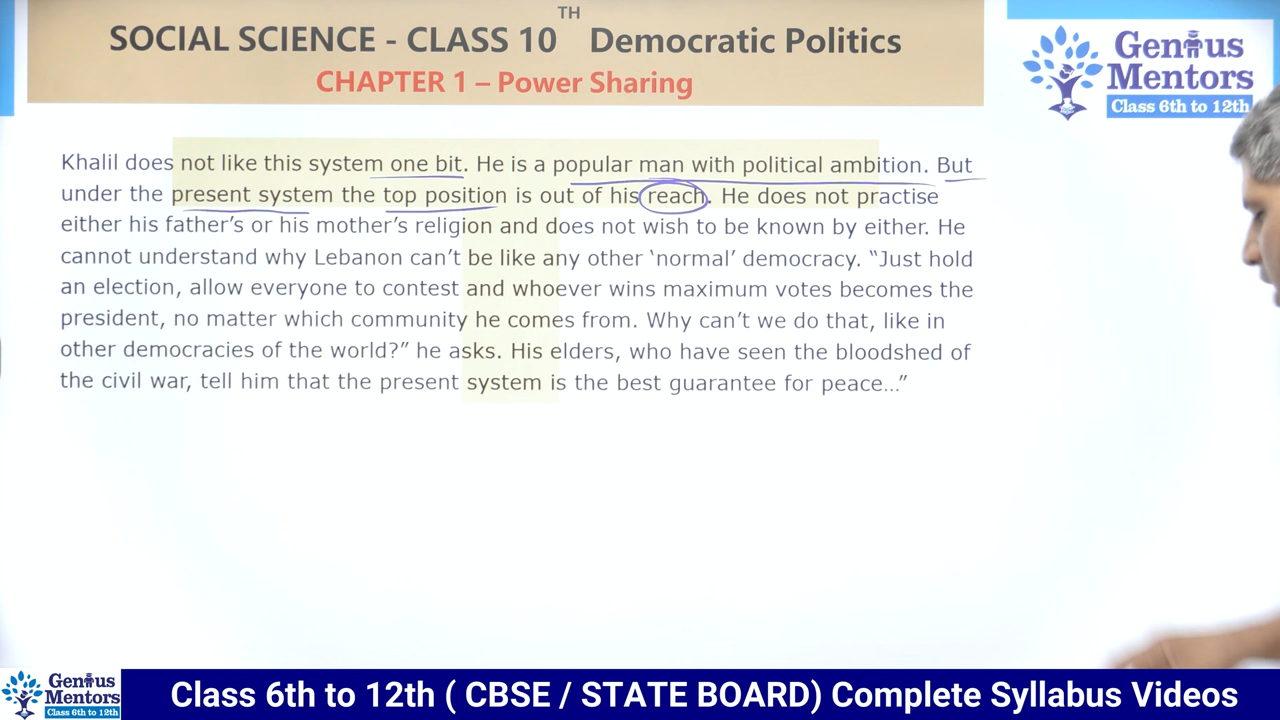 SOCIAL SCIENCE - CLASS 10 TH Democratic Politics
CHAPTER 1 – Power Sharing
Genius
Mentors
Class 6th to 12th
Khalil does not like this system one bit. He is a popular man with political ambition. But
under the present system the top position is out of his reach. He does not practise
either his father’s or his mother’s religion and does not wish to be known by either. He
cannot understand why Lebanon can’t be like any other ‘normal’ democracy. “Just hold
an election, allow everyone to contest and whoever wins maximum votes becomes the
president, no matter which community he comes from. Why can’t we do that, like in
other democracies of the world?” he asks. His elders, who have seen the bloodshed of
the civil war, tell him that the present system is the best guarantee for peace…”
Genius
Mentors
Class 6th to 12th
Class 6th to 12th ( CBSE / STATE BOARD) Complete Syllabus Videos